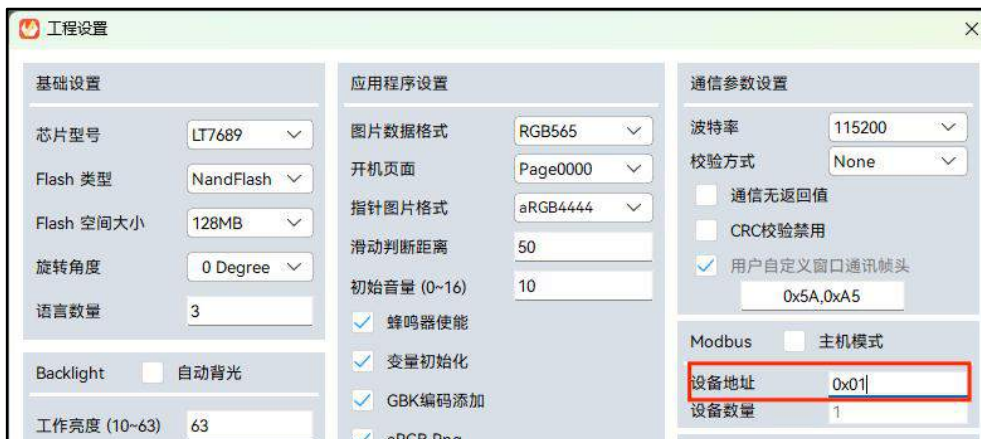 工程设置
基础设置
芯片型号 LT7689
Flash 类型 NandFlash
Flash 空间大小 128MB
旋转角度 0 Degree
语言数量 3
Backlight 自动背光
工作亮度 (10~63) 63
应用程序设置
图片数据格式 RGB565
开机页面 Page0000
指针图片格式 aRGB4444
滑动判断距离 50
初始音量 (0~16) 10
蜂鸣器使能
变量初始化
GBK编码添加
通信参数设置
波特率 115200
校验方式 None
通信无返回值
CRC校验禁用
用户自定义窗口通讯帧头
0x5A,0xA5
Modbus 主机模式
设备地址 0x01
设备数量 1